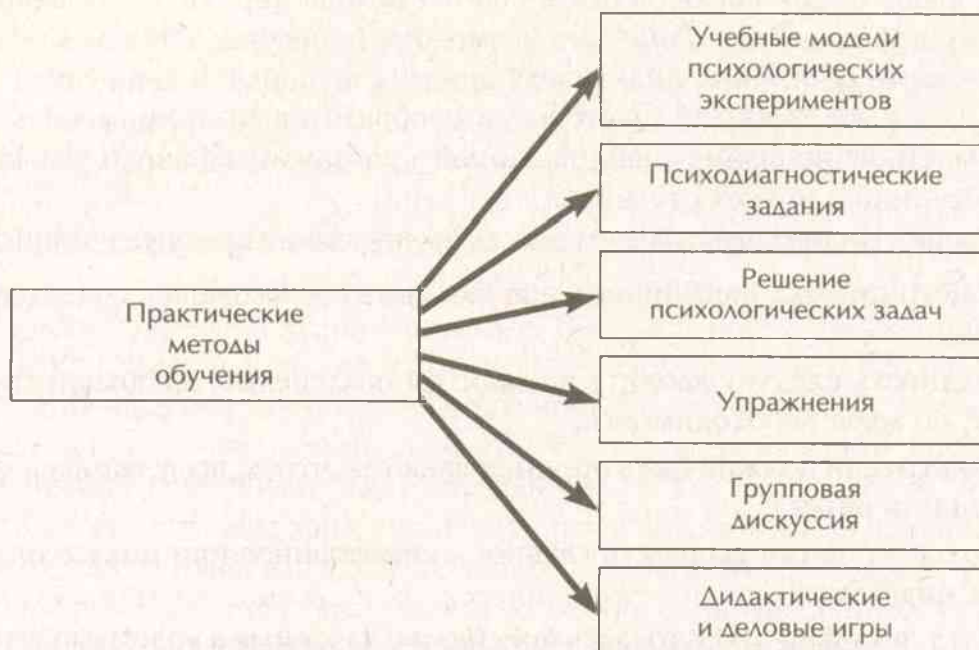 Учебные модели
психологических
экспериментов
Психодиагностические
задания
Решение
психологических задач
Практические
методы
обучения
Упражнения
Групповая
дискуссия
Дидактические
и деловые игры